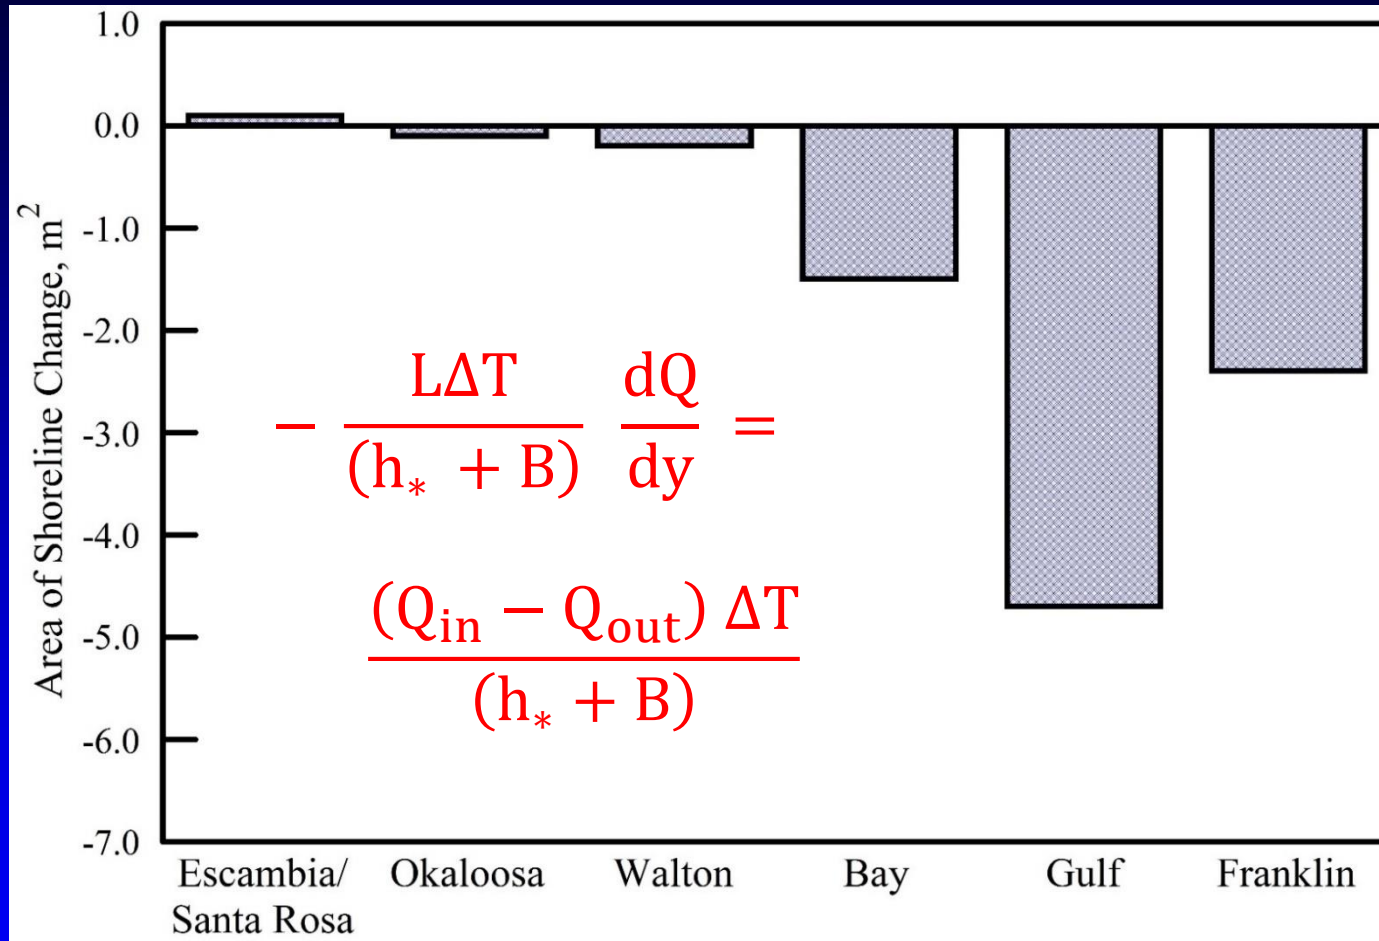 Area of Shoreline Change, m²
1.0
0.0
-1.0
-2.0
-3.0
-4.0
-5.0
-6.0
-7.0
− LΔT/(h* + B) dQ/dy =
(Qin − Qout) ΔT/(h* + B)
Escambia/ Okaloosa Walton Bay Gulf Franklin
Santa Rosa